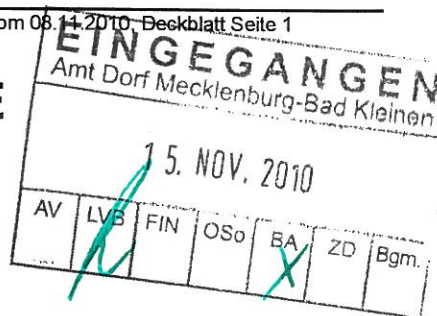 om 08.11.2010, Deckblatt Seite 1
E
EINGEGANGEN
Amt Dorf Mecklenburg-Bad Kleinen
15. NOV. 2010
AV LVB FIN OSo BA ZD Bgm.
X